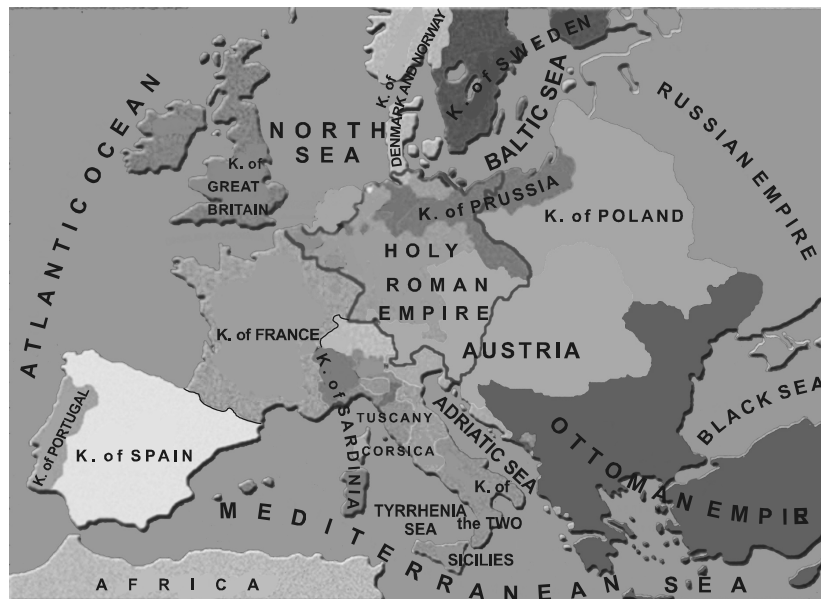 ATLANTIC OCEAN
NORTH
SEA
K. of
DENMARK AND NORWAY
K. of SWEDEN
BALTIC SEA
RUSSIAN EMPIRE
K. of
GREAT
BRITAIN
K. of PRUSSIA
K. of POLAND
HOLY
ROMAN
EMPIRE
K. of FRANCE
AUSTRIA
BLACK SEA
K. of PORTUGAL
K. of SPAIN
K. of SARDINIA
TUSCANY
CORSICA
ADRIATIC SEA
OTTOMAN EMPIR
K. of
the TWO
SICILIES
TYRRHENIA
SEA
MEDITERRANEAN SEA
AFRICA